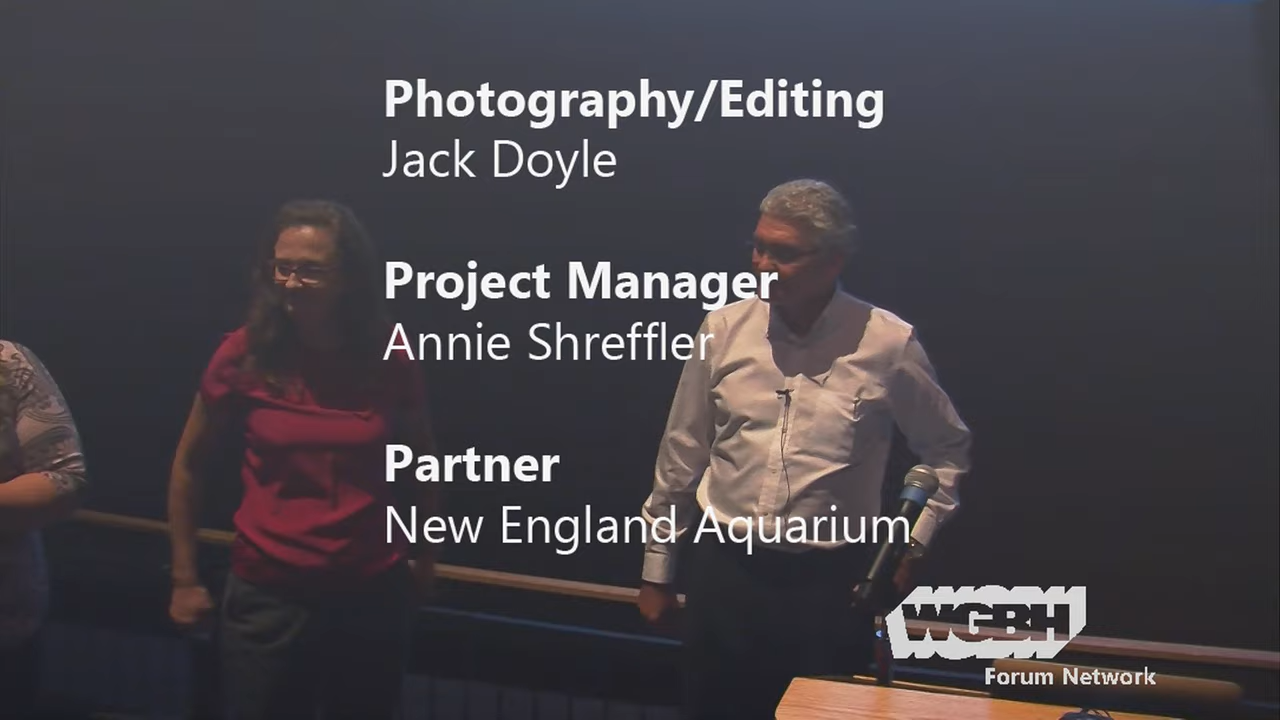 Photography/Editing
Jack Doyle
Project Manager
Annie Shreffler
Partner
New England Aquarium
WGBH
Forum Network